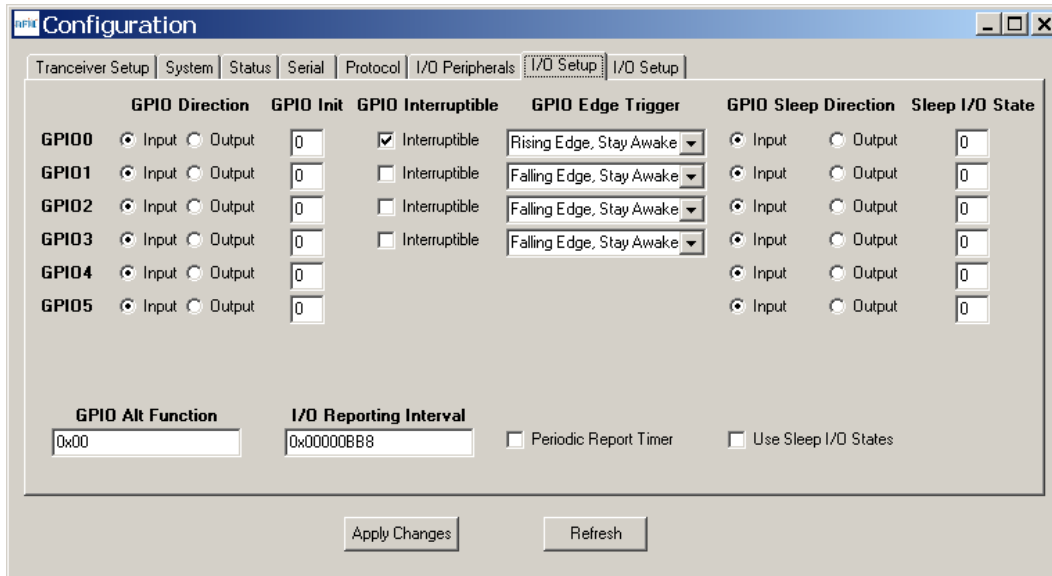 RFM Configuration
Tranceiver Setup System Status Serial Protocol I/O Peripherals I/O Setup I/O Setup
GPIO Direction GPIO Init GPIO Interruptible GPIO Edge Trigger GPIO Sleep Direction Sleep I/O State
GPIO0 Input Output 0 Interruptible Rising Edge, Stay Awake Input Output 0
GPIO1 Input Output 0 Interruptible Falling Edge, Stay Awake Input Output 0
GPIO2 Input Output 0 Interruptible Falling Edge, Stay Awake Input Output 0
GPIO3 Input Output 0 Interruptible Falling Edge, Stay Awake Input Output 0
GPIO4 Input Output 0 Input Output 0
GPIO5 Input Output 0 Input Output 0
GPIO Alt Function I/O Reporting Interval
0x00 0x00000BB8 Periodic Report Timer Use Sleep I/O States
Apply Changes Refresh